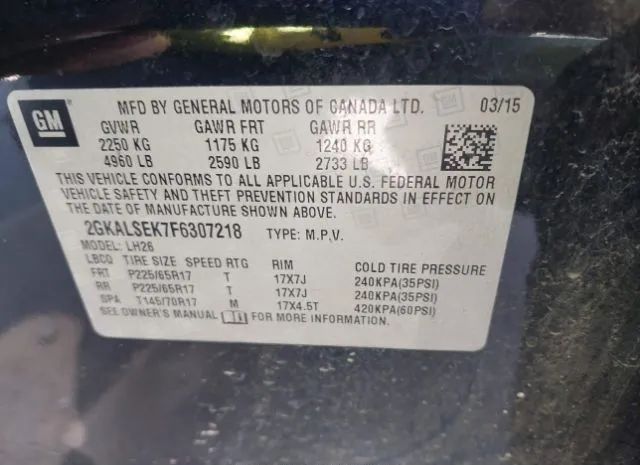 GM MFD BY GENERAL MOTORS OF CANADA LTD. 03/15
GVWR GAWR FRT GAWR RR
2250 KG 1175 KG 1240 KG
4960 LB 2590 LB 2733 LB
THIS VEHICLE CONFORMS TO ALL APPLICABLE U.S. FEDERAL MOTOR
VEHICLE SAFETY AND THEFT PREVENTION STANDARDS IN EFFECT ON
THE DATE OF MANUFACTURE SHOWN ABOVE.
2GKALSEK7F6307218 TYPE: M.P.V.
MODEL: LH26
LBCQ TIRE SIZE SPEED RTG RIM COLD TIRE PRESSURE
FRT P225/65R17 T 17X7J 240KPA(35PSI)
RR P225/65R17 T 17X7J 240KPA(35PSI)
SPA T145/70R17 M 17X4.5T 420KPA(60PSI)
SEE OWNER'S MANUAL FOR MORE INFORMATION.